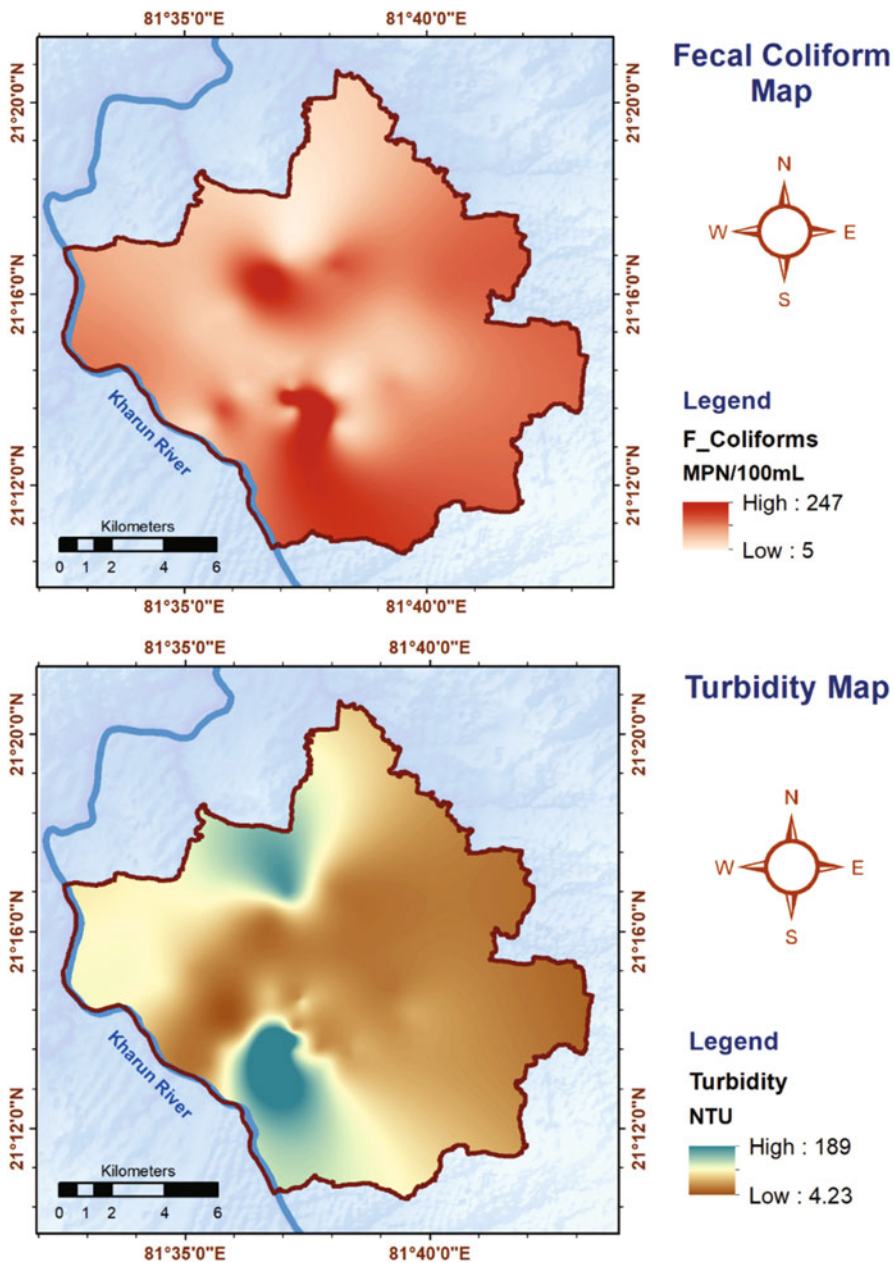 81°35'0"E 81°40'0"E
Fecal Coliform
Map
21°20'0"N 21°20'0"N
N
W E
S
21°16'0"N 21°16'0"N
Kharun River
Legend
F_Coliforms
MPN/100mL
High : 247
Low : 5
21°12'0"N 21°12'0"N
Kilometers
0 1 2 4 6
81°35'0"E 81°40'0"E
81°35'0"E 81°40'0"E
Turbidity Map
21°20'0"N 21°20'0"N
N
W E
S
21°16'0"N 21°16'0"N
Kharun River
Legend
Turbidity
NTU
High : 189
Low : 4.23
21°12'0"N 21°12'0"N
Kilometers
0 1 2 4 6
81°35'0"E 81°40'0"E